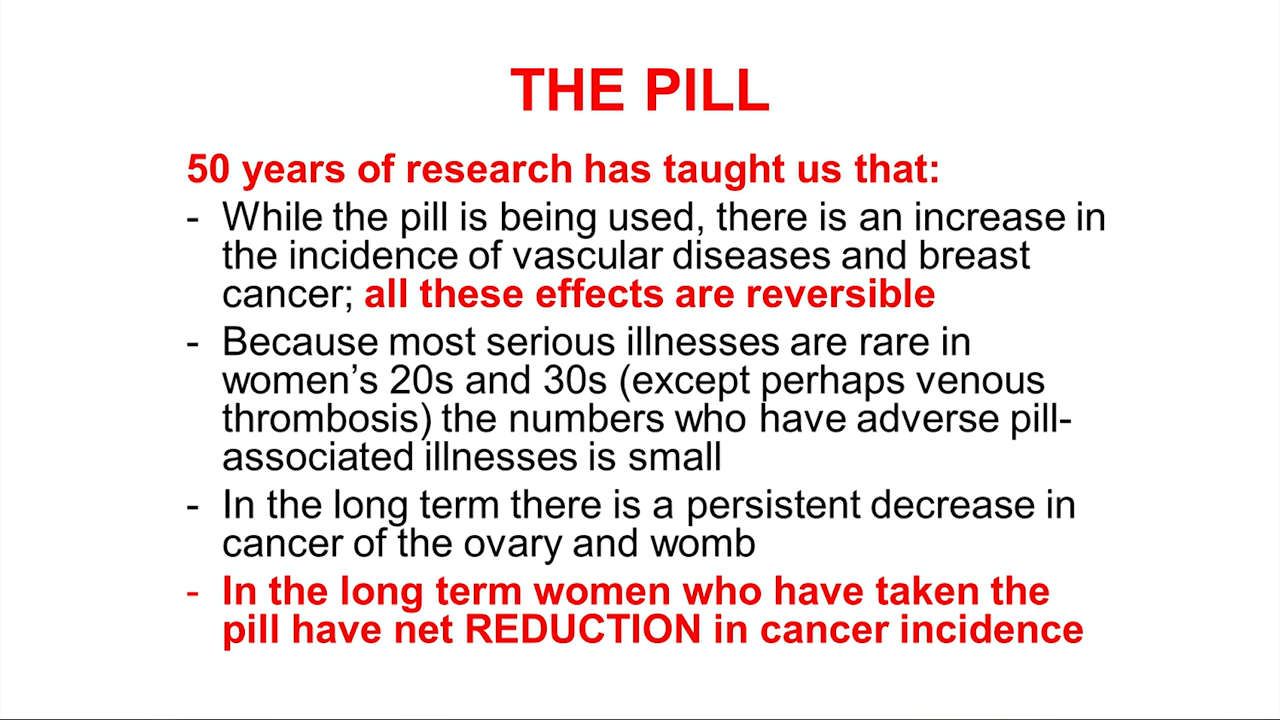 THE PILL
50 years of research has taught us that:
- While the pill is being used, there is an increase in
the incidence of vascular diseases and breast
cancer; all these effects are reversible
- Because most serious illnesses are rare in
women’s 20s and 30s (except perhaps venous
thrombosis) the numbers who have adverse pill-
associated illnesses is small
- In the long term there is a persistent decrease in
cancer of the ovary and womb
- In the long term women who have taken the
pill have net REDUCTION in cancer incidence